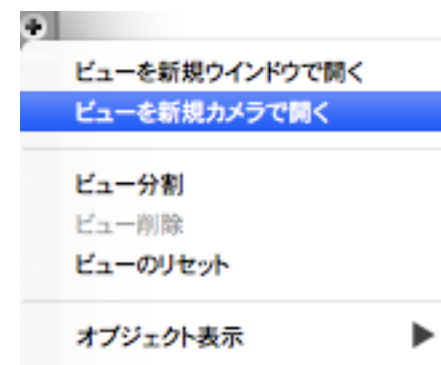 ビューを新規ウインドウで開く
ビューを新規カメラで開く
ビュー分割
ビュー削除
ビューのリセット
オブジェクト表示